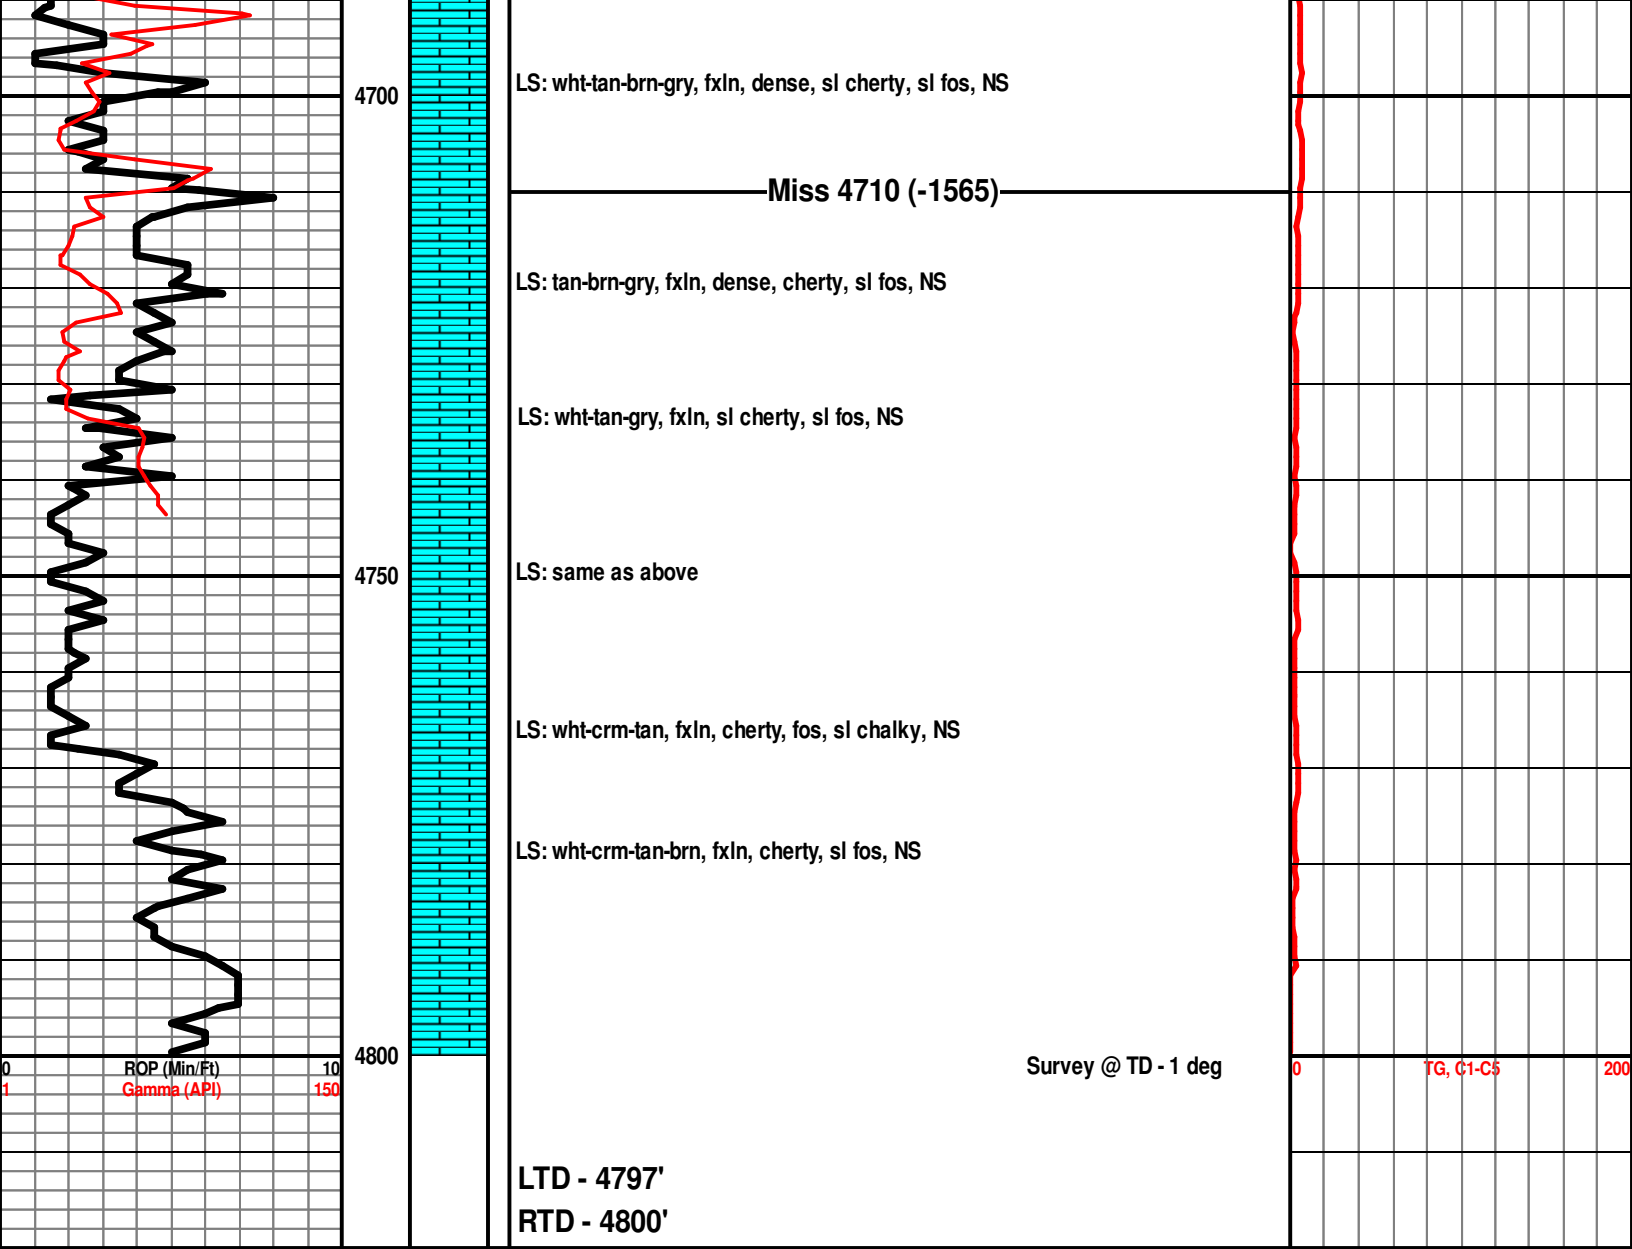 LS: wht-tan-brn-gry, fxln, dense, sl cherty, sl fos, NS
4700
Miss 4710 (-1565)
LS: tan-brn-gry, fxln, dense, cherty, sl fos, NS
LS: wht-tan-gry, fxln, sl cherty, sl fos, NS
4750
LS: same as above
LS: wht-crm-tan, fxln, cherty, fos, sl chalky, NS
LS: wht-crm-tan-brn, fxln, cherty, sl fos, NS
4800
0 ROP (Min/Ft) 10
1 Gamma (API) 150
Survey @ TD - 1 deg
0 TG, C1-C5 200
LTD - 4797'
RTD - 4800'